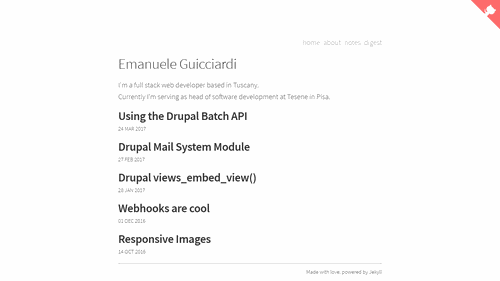 home about notes digest
Emanuele Guicciardi
I'm a full stack web developer based in Tuscany.
Currently I'm serving as head of software development at Tesene in Pisa.
Using the Drupal Batch API
24 MAR 2017
Drupal Mail System Module
27 FEB 2017
Drupal views_embed_view()
28 JAN 2017
Webhooks are cool
01 DEC 2016
Responsive Images
14 OCT 2016
Made with love, powered by Jekyll